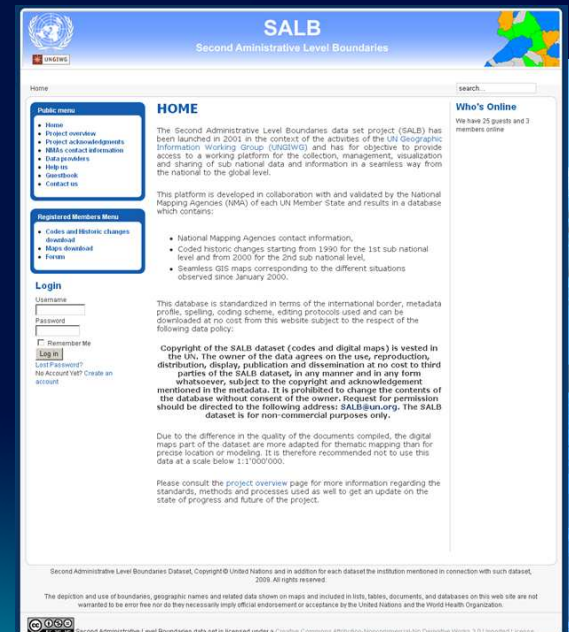 SALB
Second Aministrative Level Boundaries
UNGIWG
Home
search...
Public menu
Home
Project overview
Project acknowledgments
NMAs contact information
Data providers
Help us
Guestbook
Contact us
Registered Members Menu
Codes and Historic changes
download
Maps download
Forum
Login
Username
Password
Remember Me
Log in
Lost Password?
No Account Yet? Create an
account
HOME
The Second Administrative Level Boundaries data set project (SALB) has
been launched in 2001 in the context of the activities of the UN Geographic
Information Working Group (UNGIWG) and has for objective to provide
access to a working platform for the collection, management, visualization
and sharing of sub national data and information in a seamless way from
the national to the global level.
This platform is developed in collaboration with and validated by the National
Mapping Agencies (NMA) of each UN Member State and results in a database
which contains:
National Mapping Agencies contact information,
Coded historic changes starting from 1990 for the 1st sub national
level and from 2000 for the 2nd sub national level,
Seamless GIS maps corresponding to the different situations
observed since January 2000.
This database is standardized in terms of the international border, metadata
profile, spelling, coding scheme, editing protocols used and can be
downloaded at no cost from this website subject to the respect of the
following data policy:
Copyright of the SALB dataset (codes and digital maps) is vested in
the UN. The owner of the data agrees on the use, reproduction,
distribution, display, publication and dissemination at no cost to third
parties of the SALB dataset, in any manner and in any form
whatsoever, subject to the copyright and acknowledgement
mentioned in the metadata. It is prohibited to change the contents of
the database without consent of the owner. Request for permission
should be directed to the following address: SALB@un.org. The SALB
dataset is for non-commercial purposes only.
Due to the difference in the quality of the documents compiled, the digital
maps part of the dataset are more adapted for thematic mapping than for
precise location or modeling. It is therefore recommended not to use this
data at a scale below 1:1'000'000.
Please consult the project overview page for more information regarding the
standards, methods and processes used as well to get an update on the
state of progress and future of the project.
Who's Online
We have 25 guests and 3
members online
Second Administrative Level Boundaries Dataset, Copyright © United Nations and in addition for each dataset the institution mentioned in connection with such dataset,
2009. All rights reserved.
The depiction and use of boundaries, geographic names and related data shown on maps and included in lists, tables, documents, and databases on this web site are not
warranted to be error free nor do they necessarily imply official endorsement or acceptance by the United Nations and the World Health Organization.
Second Administrative Level Boundaries data set is licensed under a Creative Commons Attribution-Noncommercial-No Derivative Works 3.0 Unported License